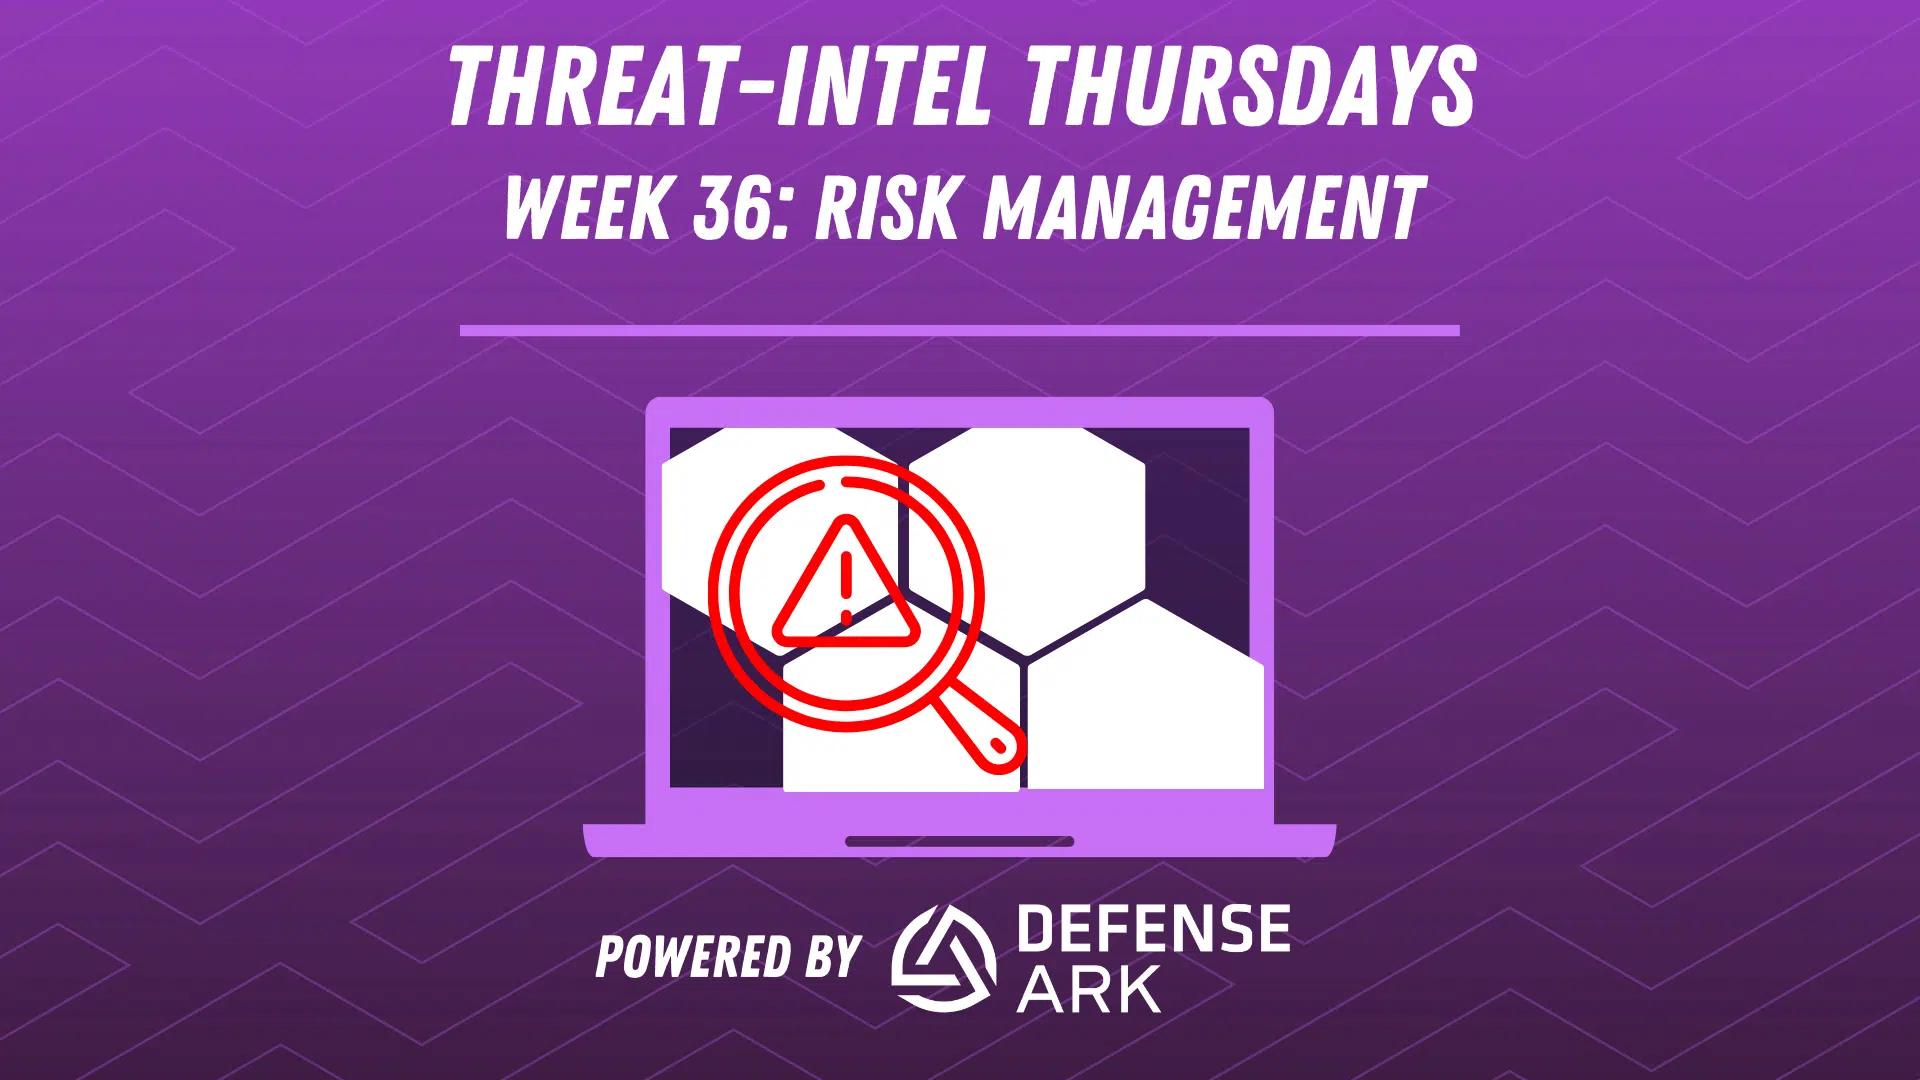 THREAT-INTEL THURSDAYS
WEEK 36: RISK MANAGEMENT
POWERED BY
DEFENSE
ARK